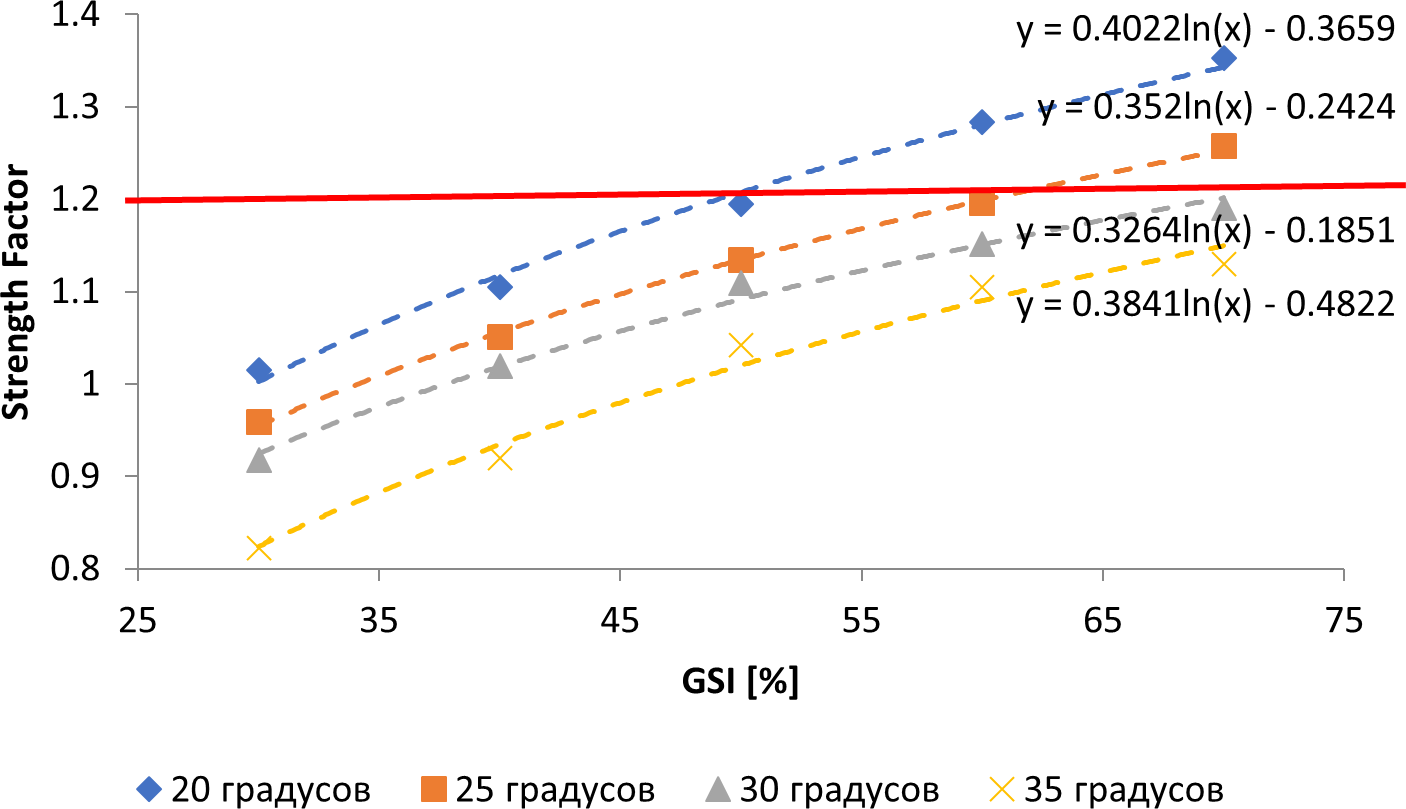 1.4
y = 0.4022ln(x) - 0.3659
1.3
y = 0.352ln(x) - 0.2424
1.2
y = 0.3264ln(x) - 0.1851
1.1
y = 0.3841ln(x) - 0.4822
1
0.9
0.8
Strength Factor
25 35 45 55 65 75
GSI [%]
20 градусов 25 градусов 30 градусов 35 градусов